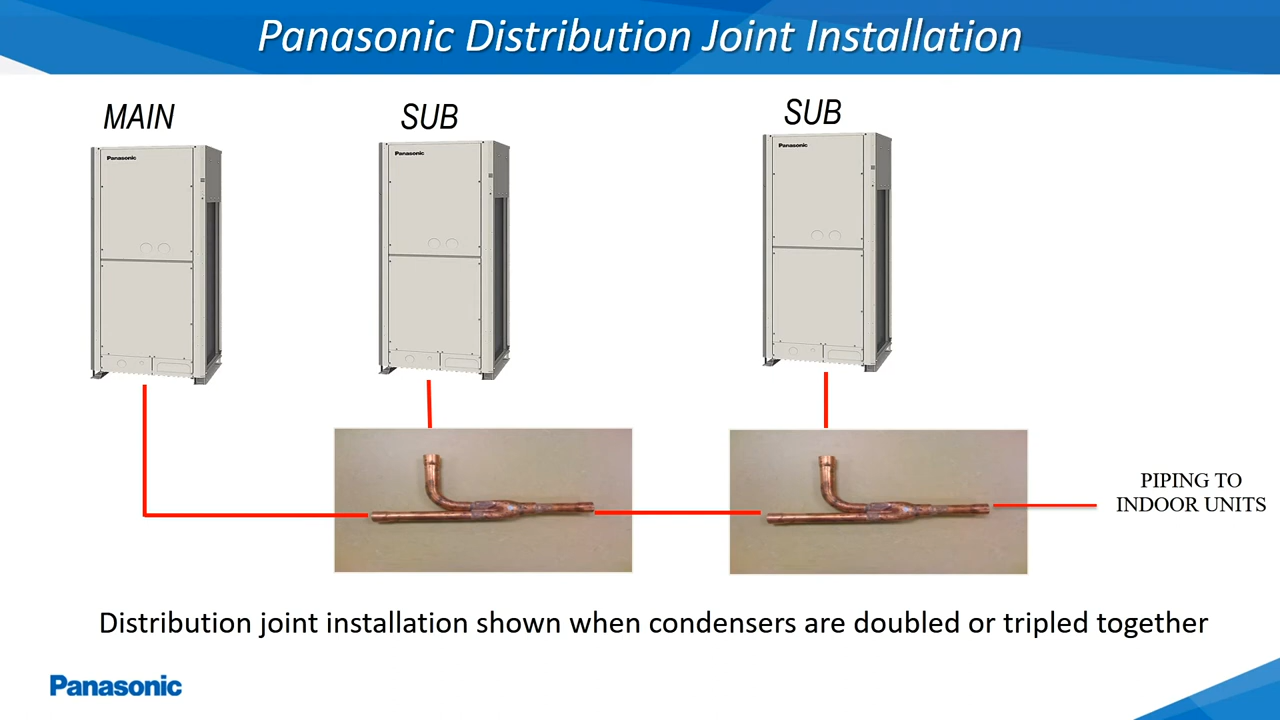 Panasonic Distribution Joint Installation
MAIN
SUB
SUB
Panasonic
Panasonic
Panasonic
PIPING TO
INDOOR UNITS
Distribution joint installation shown when condensers are doubled or tripled together
Panasonic